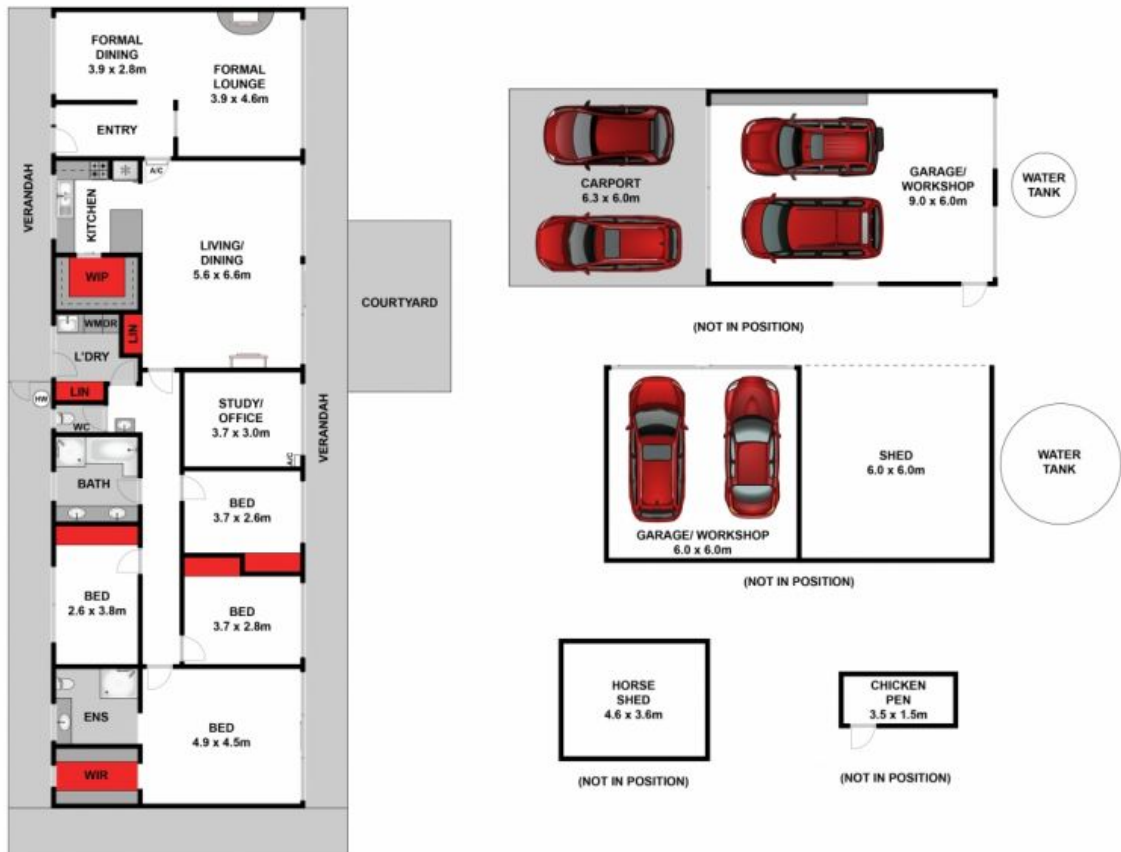 FORMAL
DINING
3.9 x 2.8m
FORMAL
LOUNGE
3.9 x 4.6m
ENTRY
A/C
VERANDAH
KITCHEN
LIVING/
DINING
5.6 x 6.6m
WIP
COURTYARD
WMDR
LIN
L'DRY
LIN
HW
WC
STUDY/
OFFICE
3.7 x 3.0m
A/C
VERANDAH
BATH
BED
3.7 x 2.6m
BED
2.6 x 3.8m
BED
3.7 x 2.8m
ENS
BED
4.9 x 4.5m
WIR
CARPORT
6.3 x 6.0m
GARAGE/
WORKSHOP
9.0 x 6.0m
WATER
TANK
(NOT IN POSITION)
SHED
6.0 x 6.0m
WATER
TANK
GARAGE/ WORKSHOP
6.0 x 6.0m
(NOT IN POSITION)
HORSE
SHED
4.6 x 3.6m
(NOT IN POSITION)
CHICKEN
PEN
3.5 x 1.5m
(NOT IN POSITION)